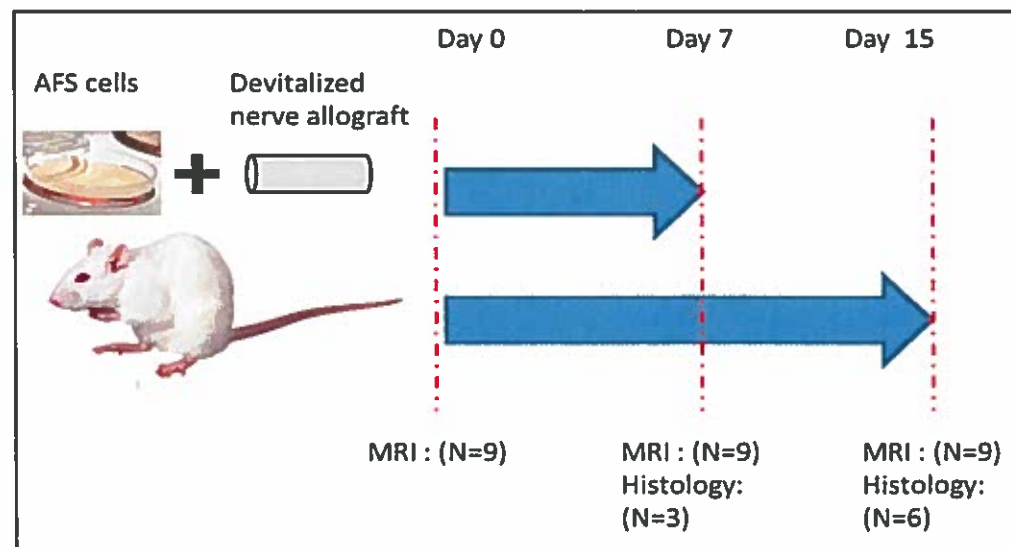 Day 0
Day 7
Day 15
AFS cells
Devitalized
nerve allograft
MRI : (N=9)
MRI : (N=9)
Histology:
(N=3)
MRI : (N=9)
Histology:
(N=6)